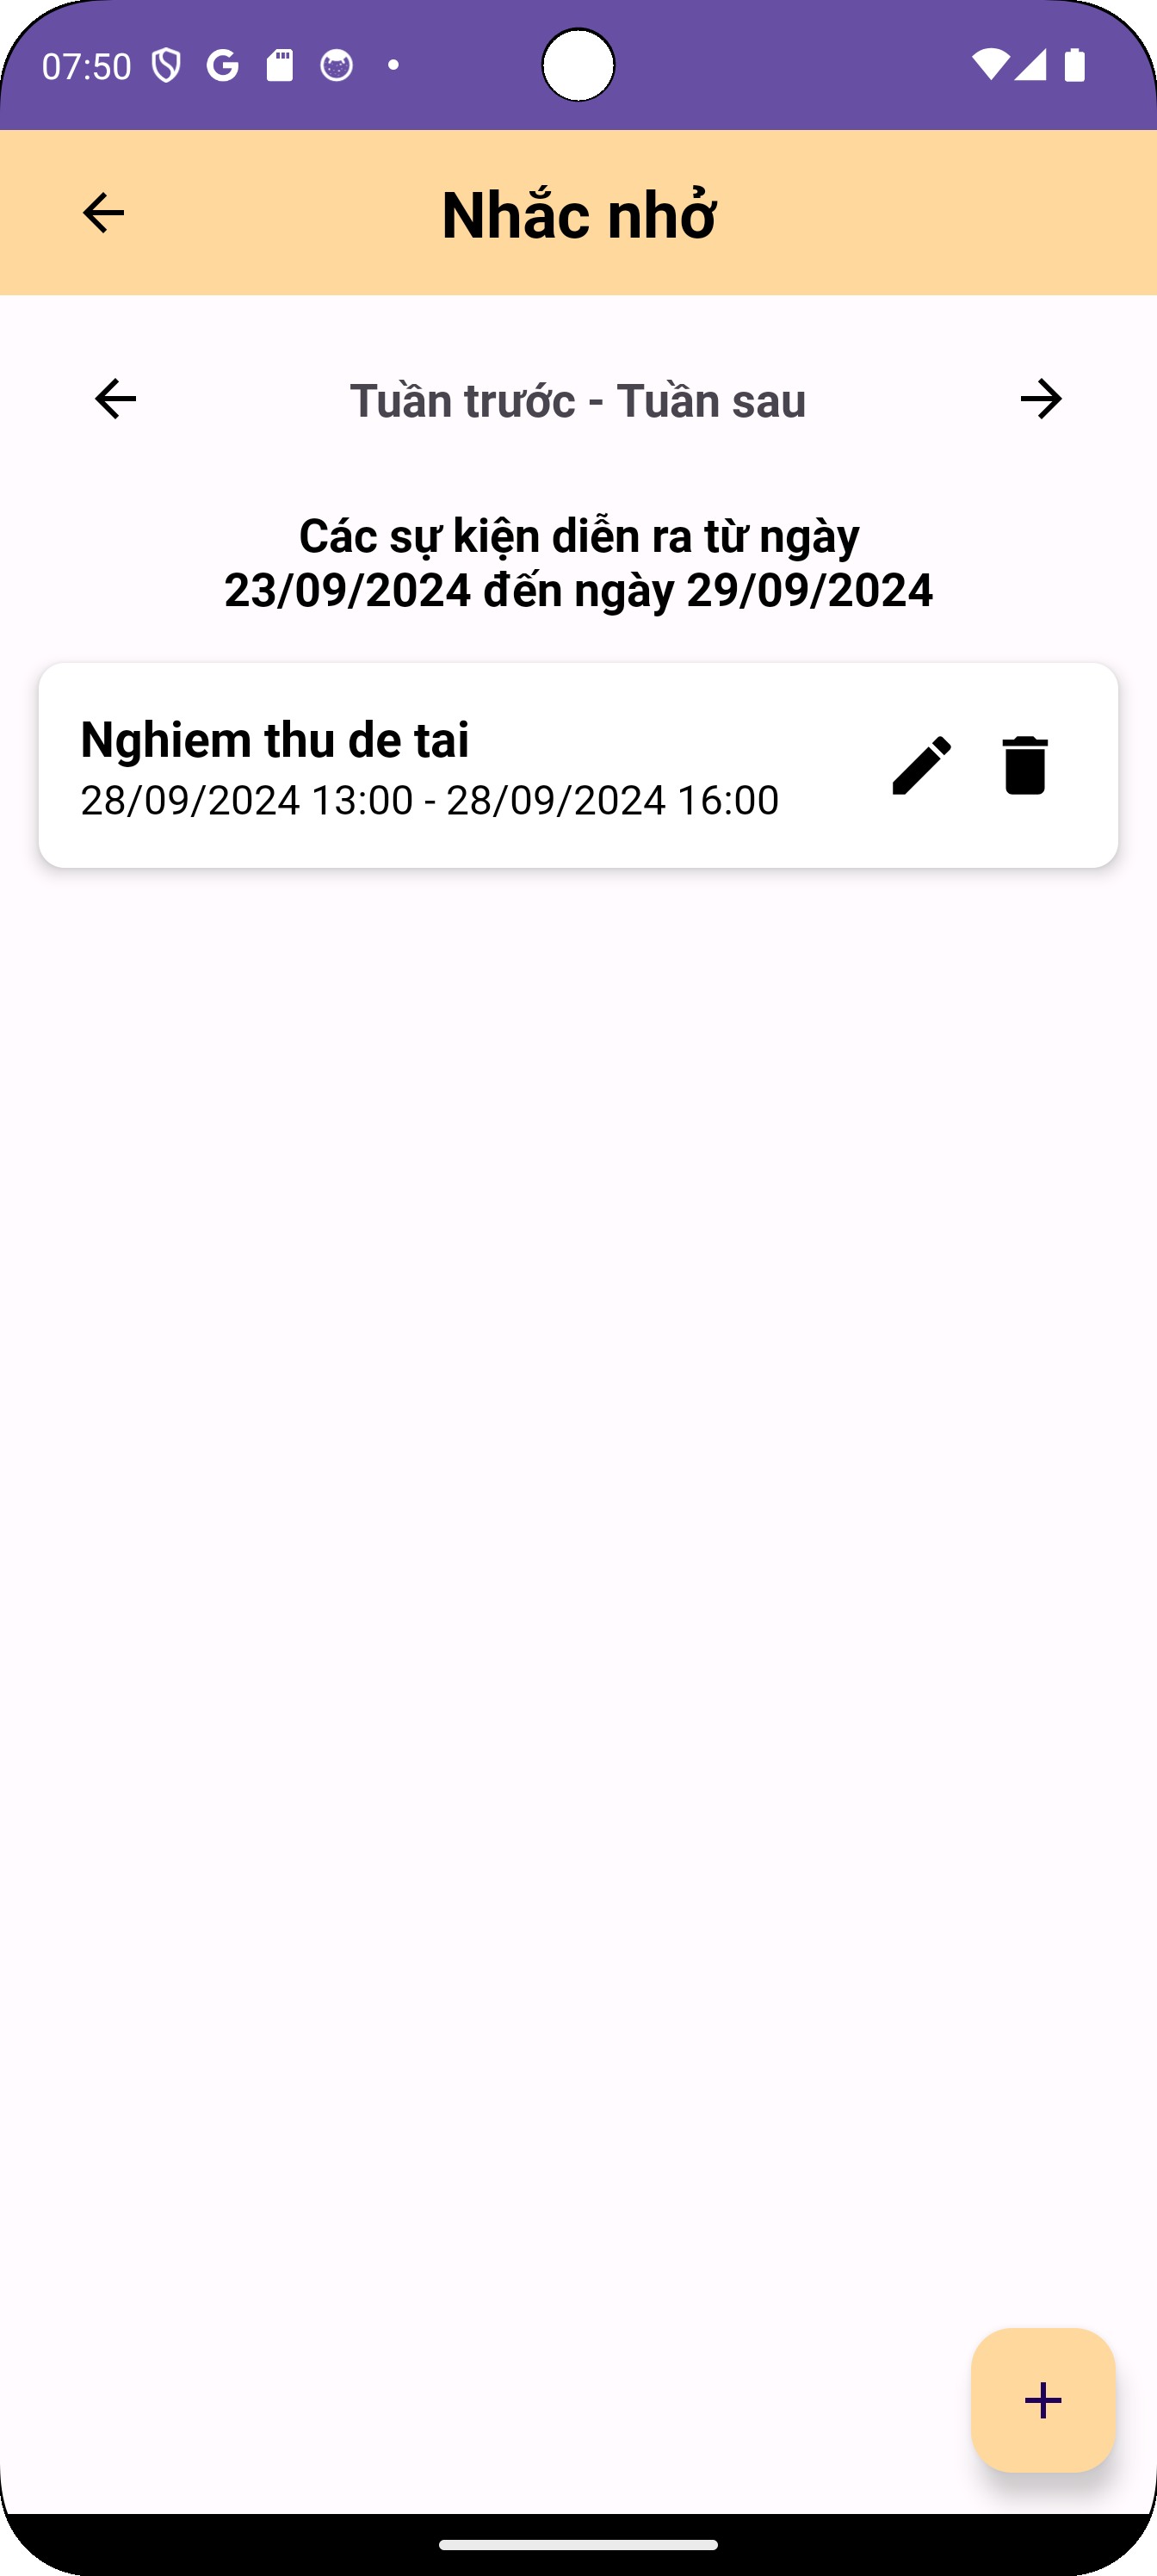 07:50
Nhắc nhở
Tuần trước - Tuần sau
Các sự kiện diễn ra từ ngày
23/09/2024 đến ngày 29/09/2024
Nghiem thu de tai
28/09/2024 13:00 - 28/09/2024 16:00